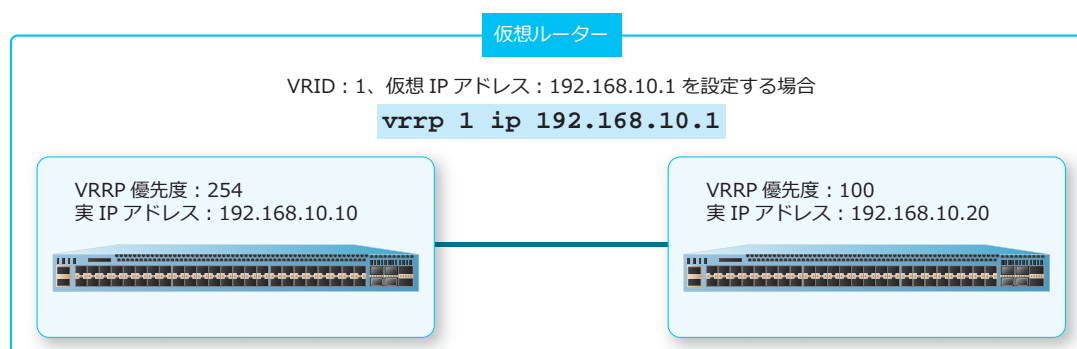 仮想ルーター
VRID：1、仮想 IP アドレス：192.168.10.1 を設定する場合
vrrp 1 ip 192.168.10.1
VRRP 優先度：254
実 IP アドレス：192.168.10.10
VRRP 優先度：100
実 IP アドレス：192.168.10.20